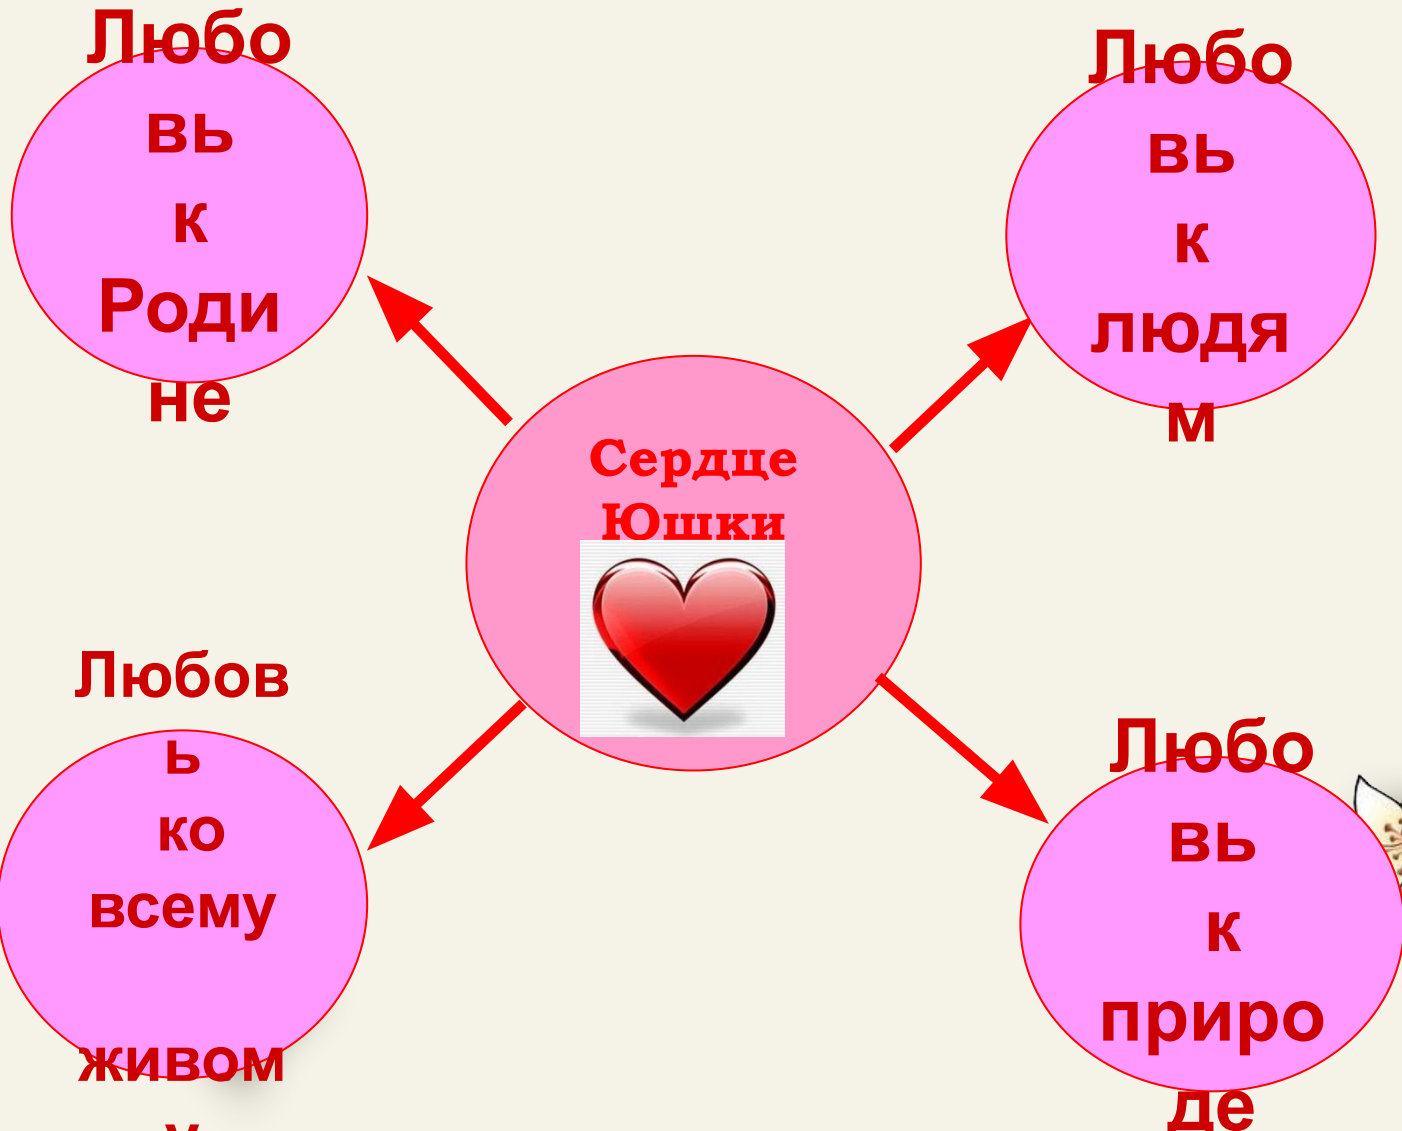 Любо
вь
к
Роди
не
Любо
вь
к
людя
м
Сердце
Юшки
Любов
ь
ко
всему
живом
у
Любо
вь
к
приро
де